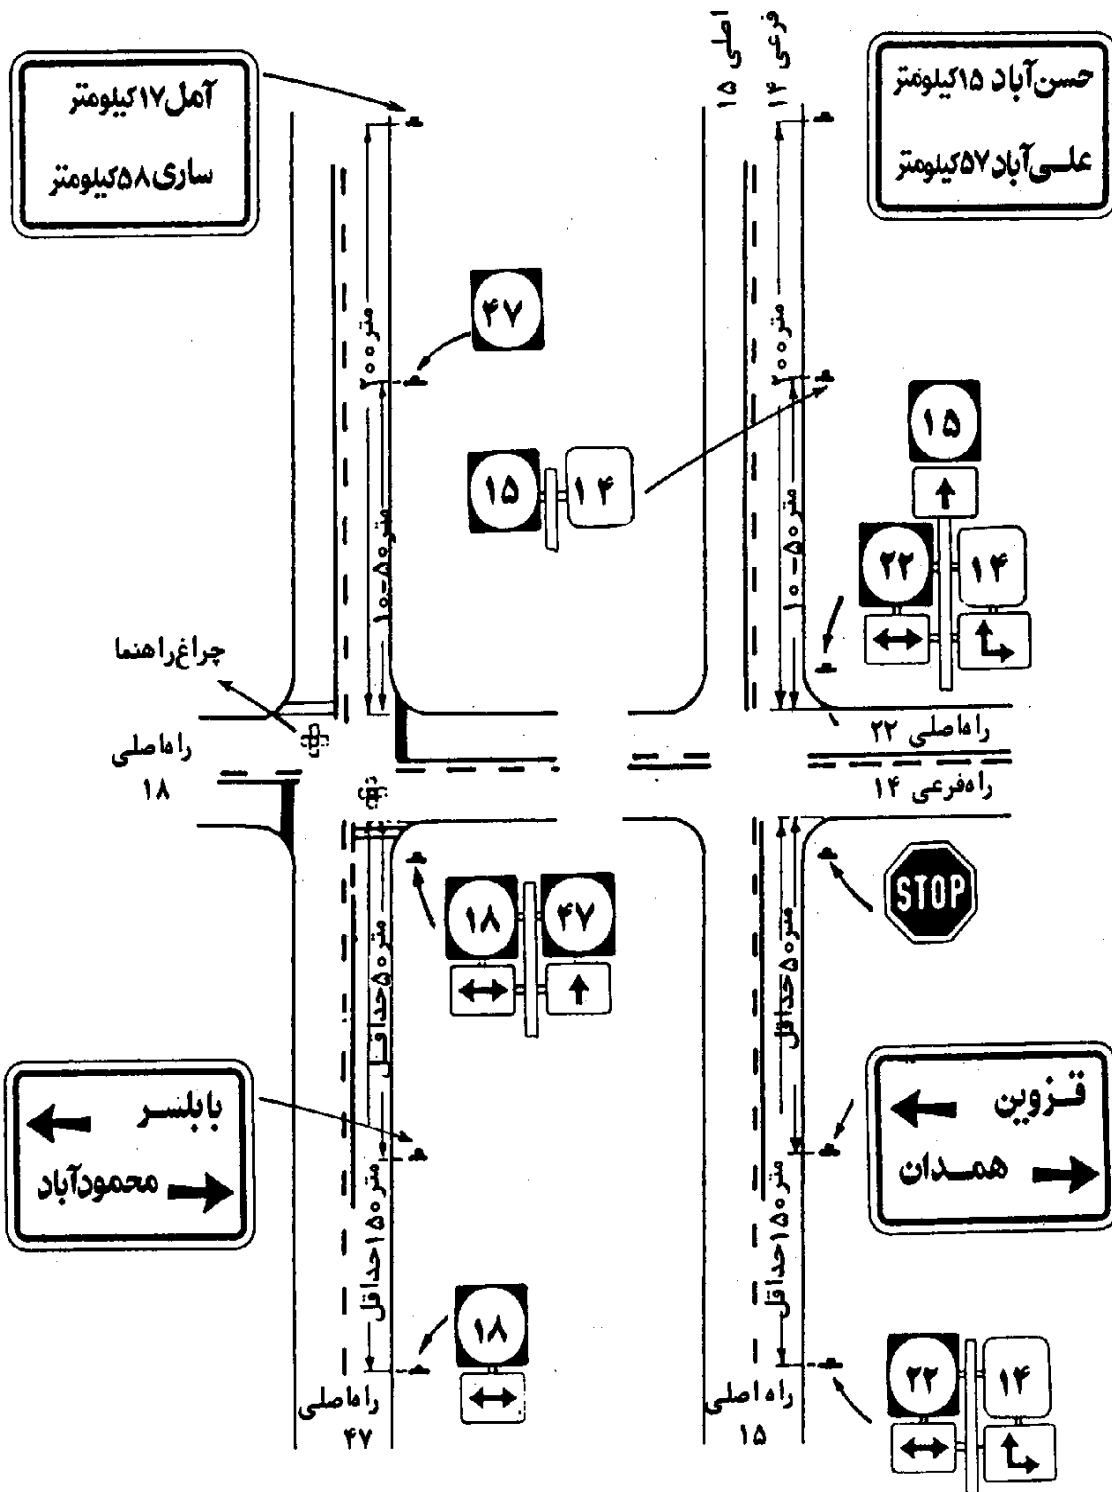 آمل ۱۷ کیلومتر
ساری ۵۸ کیلومتر
اصلی ۱۵
فرعی ۱۴
حسن‌آباد ۱۵ کیلومتر
علی‌آباد ۵۷ کیلومتر
۴۷
۲۰۰ متر
۲۰۰ متر
۱۵
۱۴
۱۵
۲۲
۱۴
۱۰-۵۰ متر
۱۰-۵۰ متر
چراغ راهنما
راه اصلی
۱۸
راه اصلی ۲۲
راه فرعی ۱۴
STOP
۱۸
۴۷
حداقل ۵۰ متر
حداقل ۵۰ متر
بابلسر
محمودآباد
قزوین
همدان
حداقل ۱۵۰ متر
حداقل ۱۵۰ متر
۱۸
راه اصلی
۴۷
راه اصلی
۱۵
۲۲
۱۴